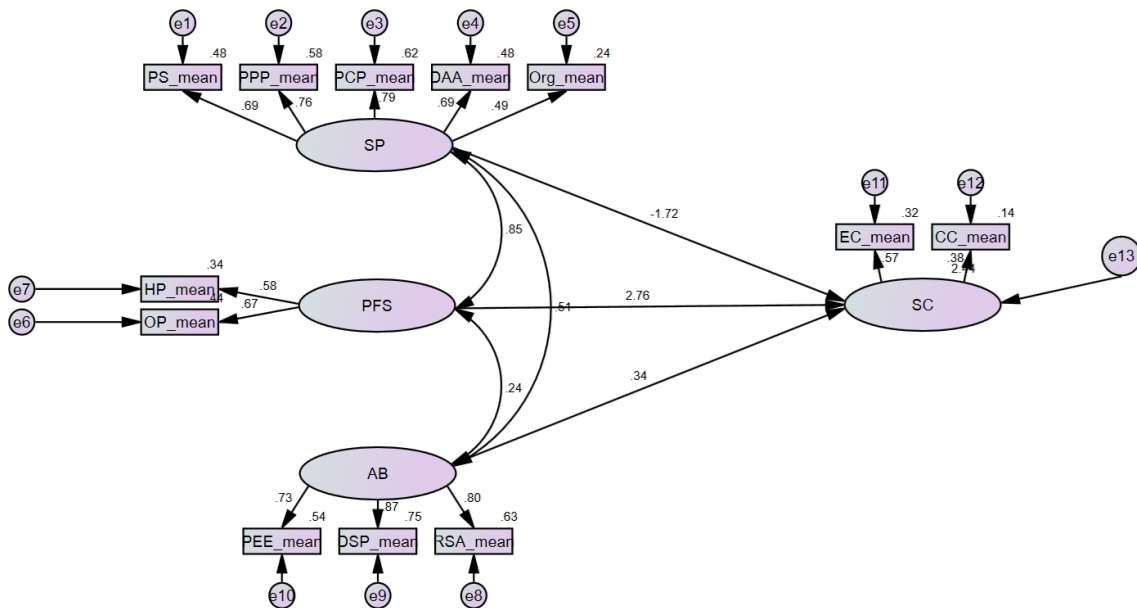 e1 e2 e3 e4 e5
.48 .58 .62 .48 .24
PS_mean PPP_mean PCP_mean DAA_mean Org_mean
.69 .76 .79 .69 .49
SP
e11 e12
-1.72
.32 .14
EC_mean CC_mean
.85
.57 .38
e13
.34
e7 HP_mean .58
.44
2.76 .51
PFS SC
e6 OP_mean .67
.34
.24
AB
.73 .87 .80
.54 .75 .63
PEE_mean DSP_mean RSA_mean
e10 e9 e8